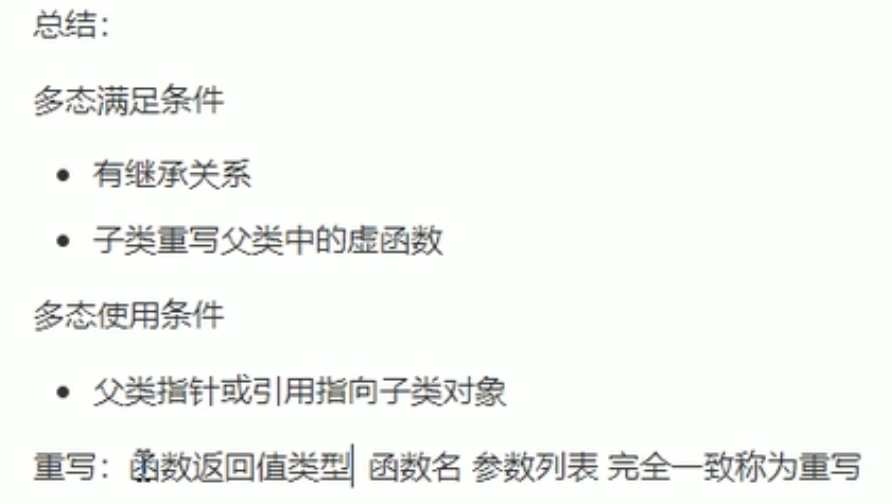 总结：
多态满足条件
有继承关系
子类重写父类中的虚函数
多态使用条件
父类指针或引用指向子类对象
重写：函数返回值类型 函数名 参数列表 完全一致称为重写